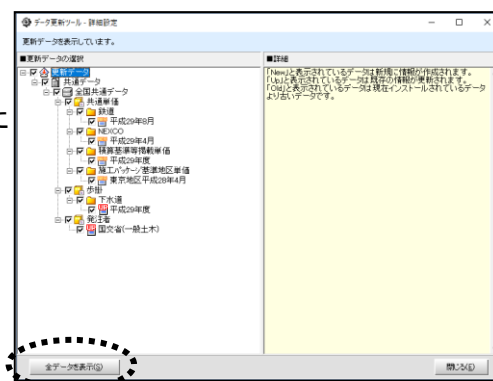 データ更新ツール - 詳細設定
更新データを表示しています。
■更新データの選択
■詳細
更新データ
共通データ
全国共通データ
共通単価
鉄道
平成29年8月
NEXCO
平成29年4月
積算基準等掲載単価
平成29年度
施工パッケージ基準地区単価
東京地区平成28年4月
歩掛
下水道
平成29年度
発注者
国交省(一般土木)
「New」と表示されているデータは新規に情報が作成されます。
「Up」と表示されているデータは既存の情報が更新されます。
「Old」と表示されているデータは現在インストールされているデータ
より古いデータです。
全データを表示(S)
閉じる(E)